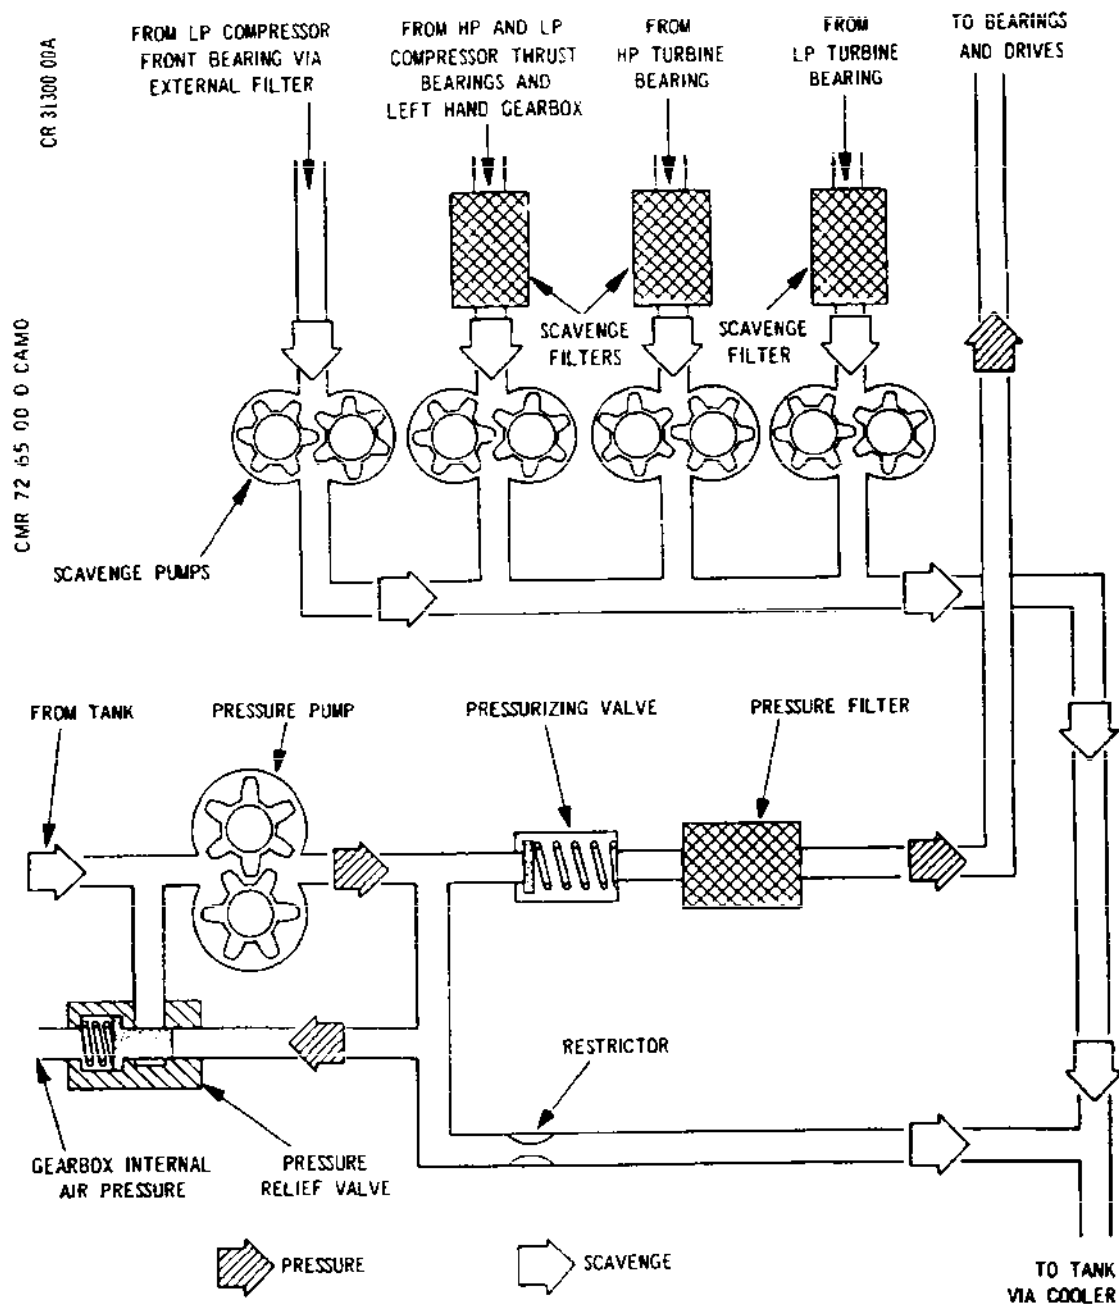 CR 31300 00A
CMR 72 65 00 0 CAM0
FROM LP COMPRESSOR
FRONT BEARING VIA
EXTERNAL FILTER
FROM HP AND LP
COMPRESSOR THRUST
BEARINGS AND
LEFT HAND GEARBOX
FROM
HP TURBINE
BEARING
FROM
LP TURBINE
BEARING
TO BEARINGS
AND DRIVES
SCAVENGE
FILTERS
SCAVENGE
FILTER
SCAVENGE PUMPS
FROM TANK
PRESSURE PUMP
PRESSURIZING VALVE
PRESSURE FILTER
RESTRICTOR
GEARBOX INTERNAL
AIR PRESSURE
PRESSURE
RELIEF VALVE
PRESSURE
SCAVENGE
TO TANK
VIA COOLER